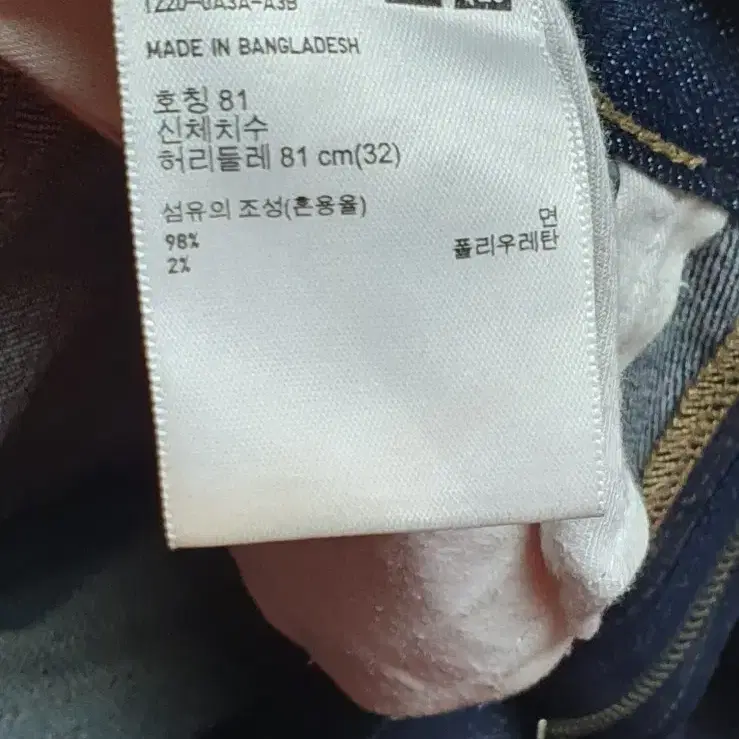 MADE IN BANGLADESH
호칭 81
신체치수
허리둘레 81 cm(32)
섬유의 조성(혼용율)
면
98%
폴리우레탄
2%